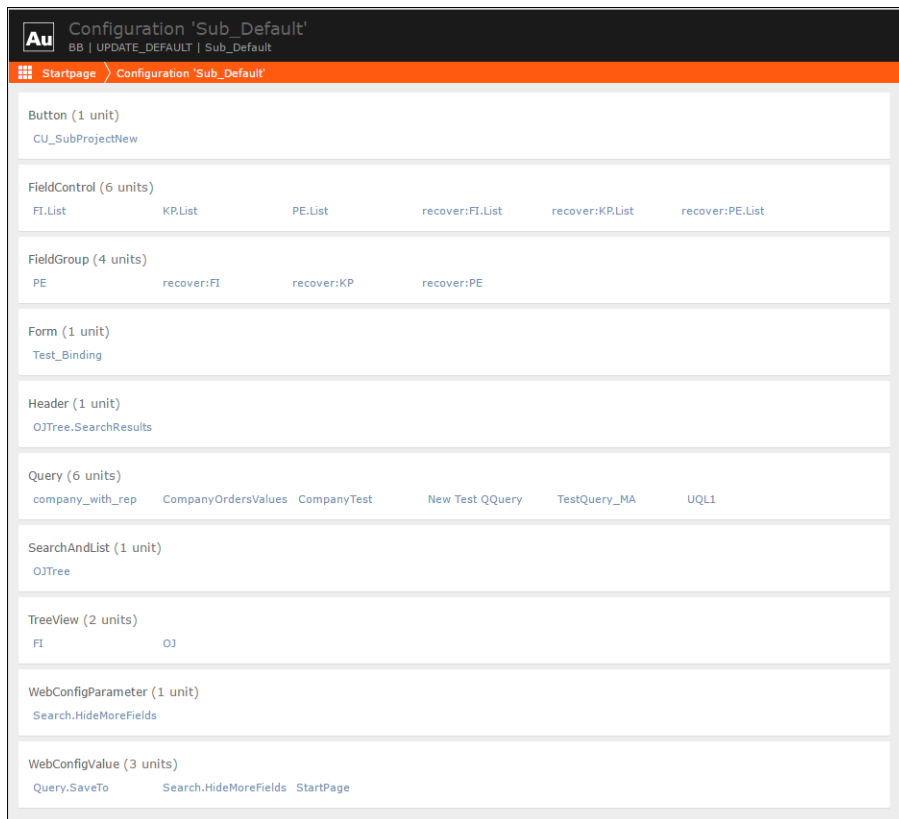 Au
Configuration 'Sub_Default'
BB | UPDATE_DEFAULT | Sub_Default
Startpage Configuration 'Sub_Default'
Button (1 unit)
CU_SubProjectNew
FieldControl (6 units)
FI.List KP.List PE.List recover:FI.List recover:KP.List recover:PE.List
FieldGroup (4 units)
PE recover:FI recover:KP recover:PE
Form (1 unit)
Test_Binding
Header (1 unit)
OJTree.SearchResults
Query (6 units)
company_with_rep CompanyOrdersValues CompanyTest New Test QQuery TestQuery_MA UQL1
SearchAndList (1 unit)
OJTree
TreeView (2 units)
FI OJ
WebConfigParameter (1 unit)
Search.HideMoreFields
WebConfigValue (3 units)
Query.SaveTo Search.HideMoreFields StartPage